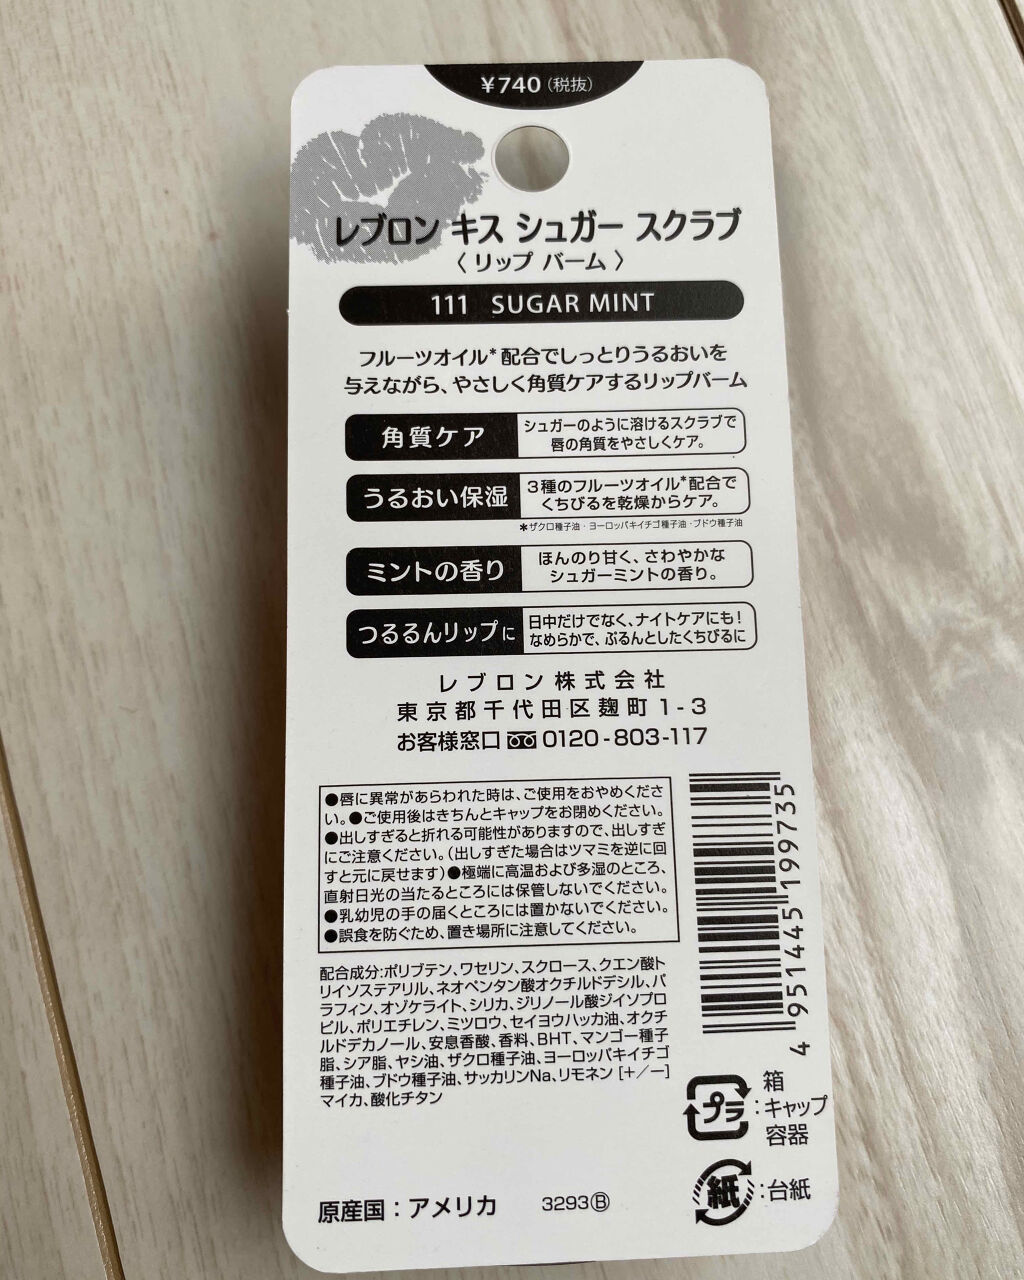 ¥740(税抜)
レブロン キス シュガー スクラブ
〈リップ バーム〉
111 SUGAR MINT
フルーツオイル*配合でしっとりうるおいを
与えながら、やさしく角質ケアするリップバーム
角質ケア
シュガーのように溶けるスクラブで
唇の角質をやさしくケア。
うるおい保湿
3種のフルーツオイル*配合で
くちびるを乾燥からケア。
*ザクロ種子油・ヨーロッパキイチゴ種子油・ブドウ種子油
ミントの香り
ほんのり甘く、さわやかな
シュガーミントの香り。
つるるんリップに
日中だけでなく、ナイトケアにも!
なめらかで、ぷるんとしたくちびるに
レブロン株式会社
東京都千代田区麹町1-3
お客様窓口 0120-803-117
●唇に異常があらわれた時は、ご使用をおやめくださ
い。●ご使用後はきちんとキャップをお閉めください。
●出しすぎると折れる可能性がありますので、出しすぎ
にご注意ください。(出しすぎた場合はツマミを逆に回
すと元に戻せます)●極端に高温および多湿のところ、
直射日光の当たるところには保管しないでください。
●乳幼児の手の届くところには置かないでください。
●誤食を防ぐため、置き場所に注意してください。
配合成分:ポリブテン、ワセリン、スクロース、クエン酸ト
リイソステアリル、ネオペンタン酸オクチルドデシル、パ
ラフィン、オゾケライト、シリカ、ジリノール酸ジイソプロ
ピル、ポリエチレン、ミツロウ、セイヨウハッカ油、オクチ
ルドデカノール、安息香酸、香料、BHT、マンゴー種子
脂、シア脂、ヤシ油、ザクロ種子油、ヨーロッパキイチゴ
種子油、ブドウ種子油、サッカリンNa、リモネン [+/ー]
マイカ、酸化チタン
4 951445 199735
プラ
:
箱
キャップ
容器
紙
:台紙
原産国:アメリカ
3293Ⓑ